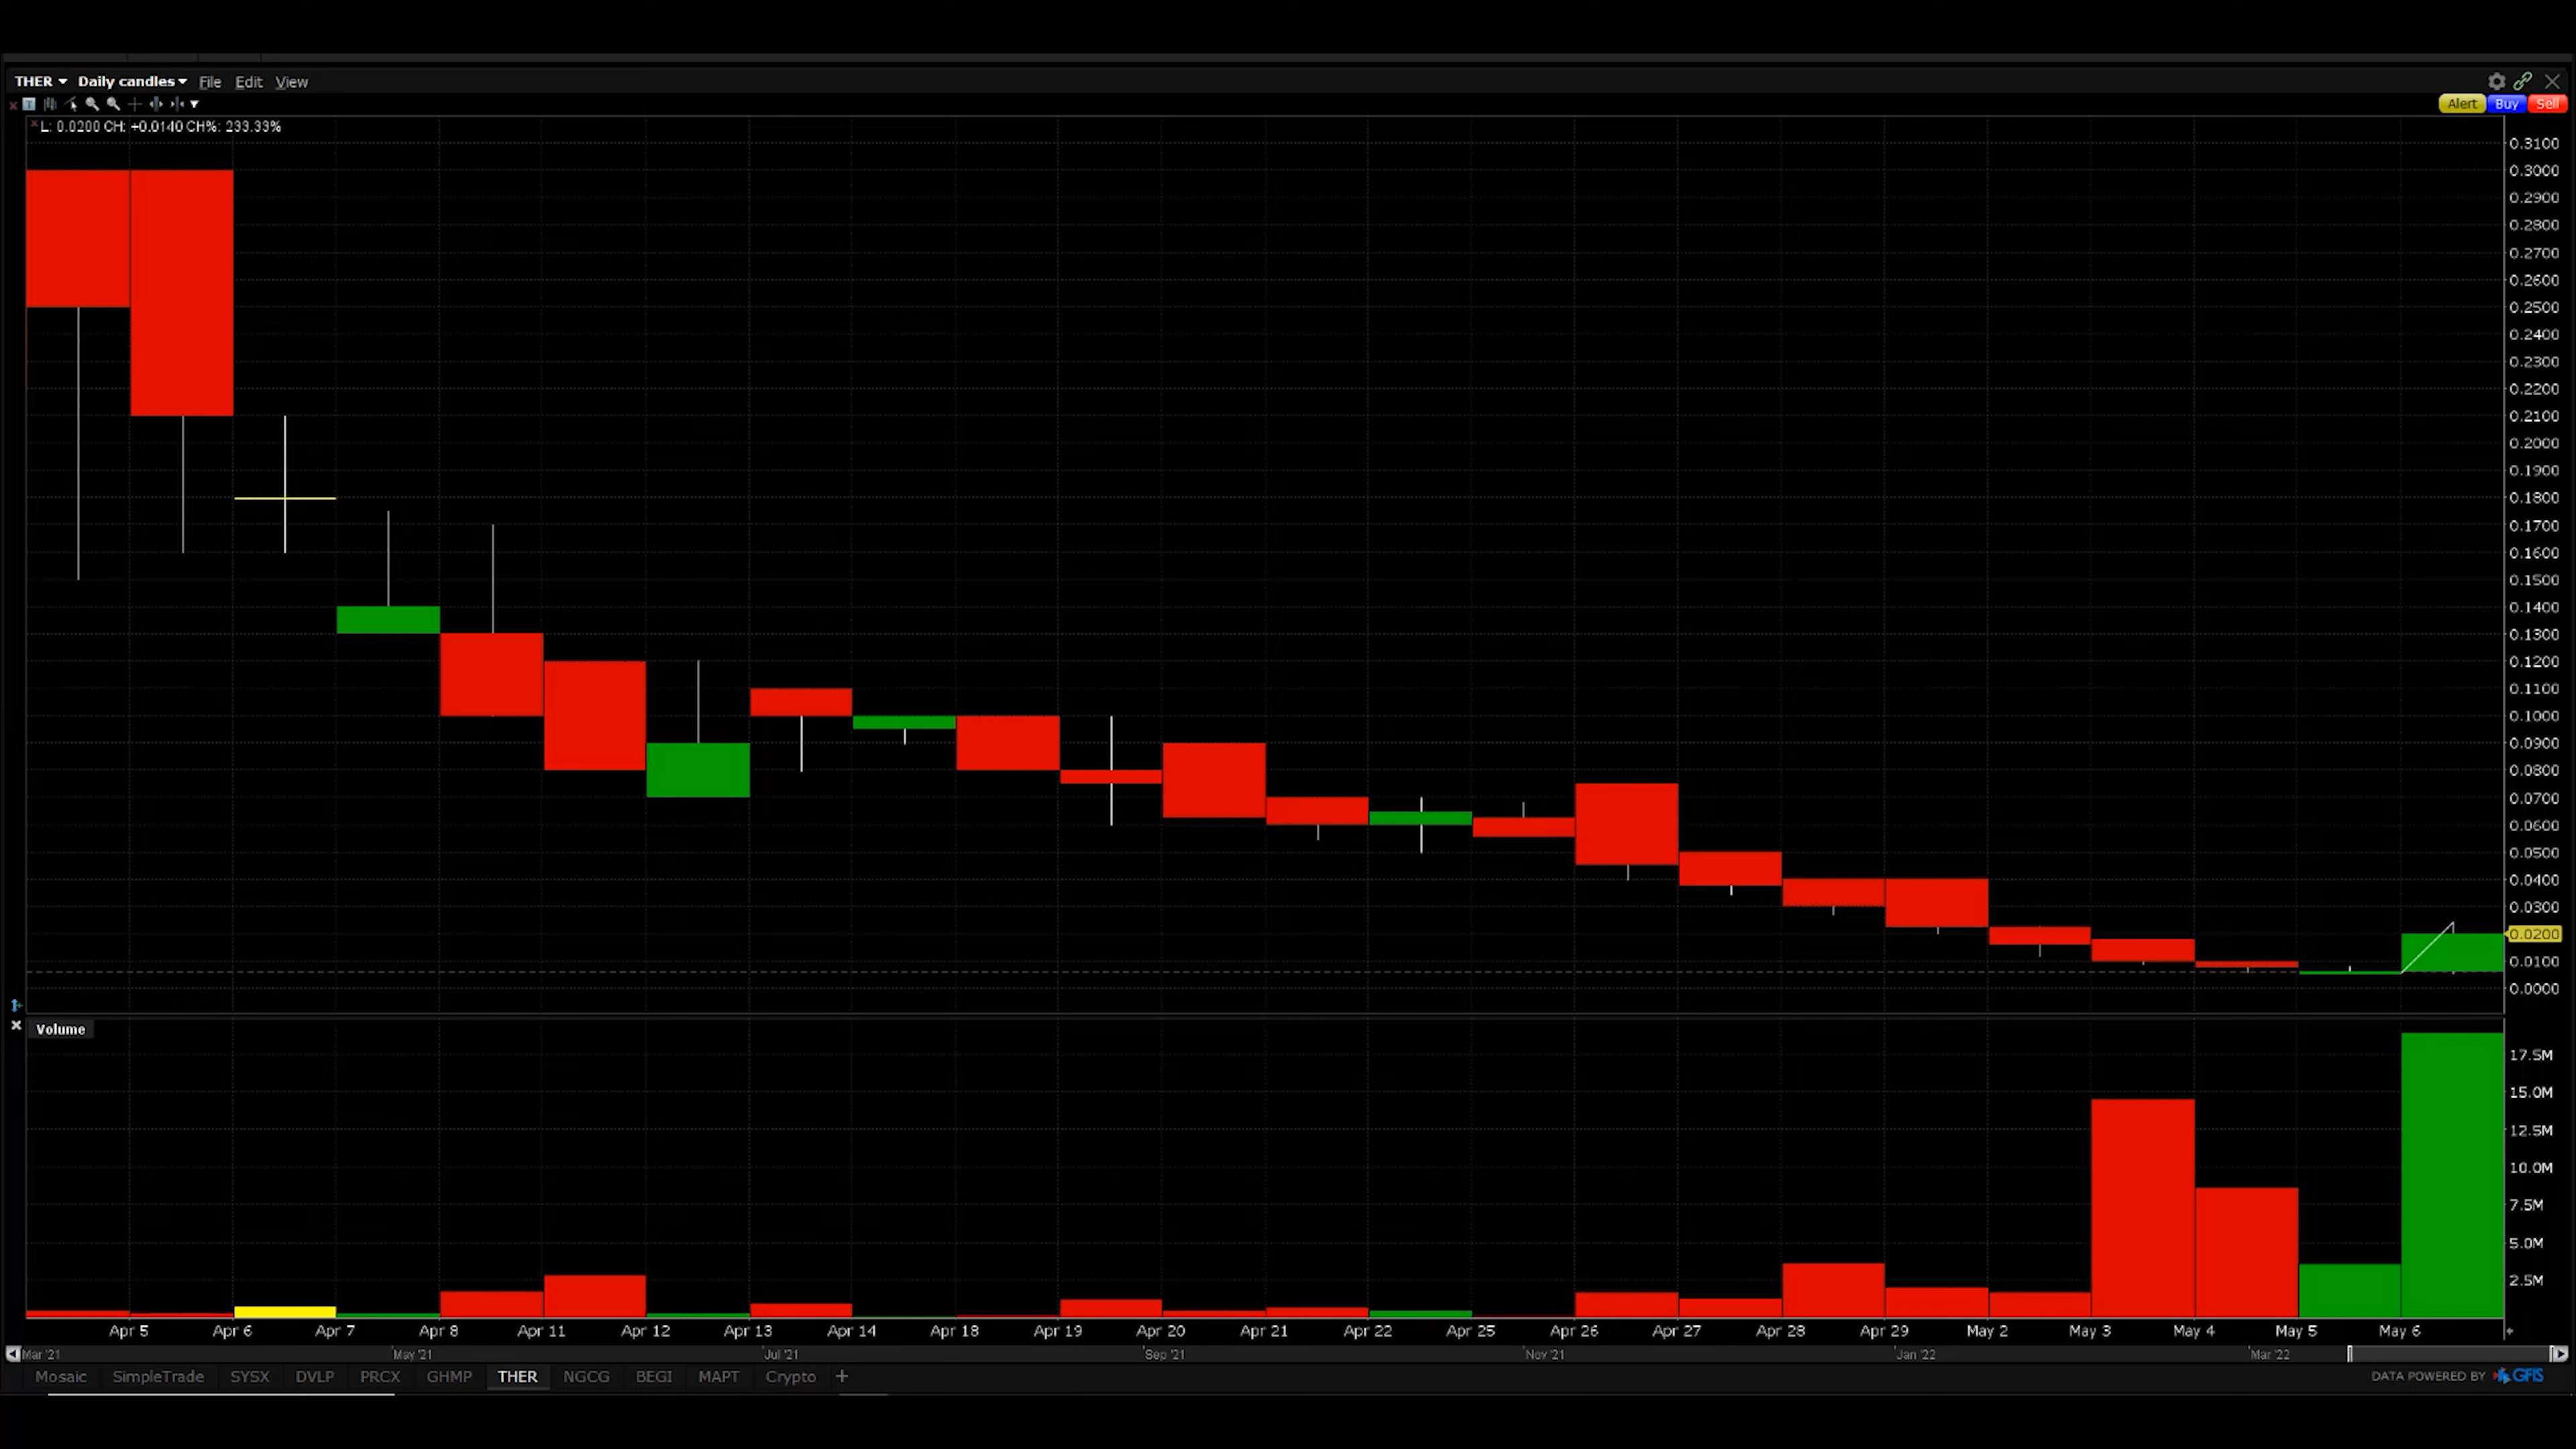 THER Daily candles File Edit View
Alert Buy Sell
L: 0.0200 CH: +0.0140 CH%: 233.33%
0.3100
0.3000
0.2900
0.2800
0.2700
0.2600
0.2500
0.2400
0.2300
0.2200
0.2100
0.2000
0.1900
0.1800
0.1700
0.1600
0.1500
0.1400
0.1300
0.1200
0.1100
0.1000
0.0900
0.0800
0.0700
0.0600
0.0500
0.0400
0.0300
0.0200
0.0100
0.0000
Volume
17.5M
15.0M
12.5M
10.0M
7.5M
5.0M
2.5M
Apr 5 Apr 6 Apr 7 Apr 8 Apr 11 Apr 12 Apr 13 Apr 14 Apr 18 Apr 19 Apr 20 Apr 21 Apr 22 Apr 25 Apr 26 Apr 27 Apr 28 Apr 29 May 2 May 3 May 4 May 5 May 6
Mar '21 May '21 Jul '21 Sep '21 Nov '21 Jan '22 Mar '22
Mosaic SimpleTrade SYSX DVLP PRCX GHMP THER NGCG BEGI MAPT Crypto +
DATA POWERED BY GFIS